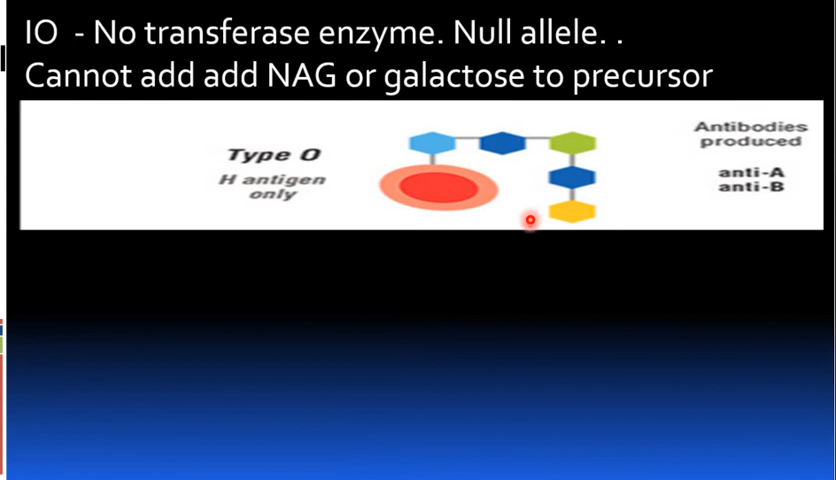 IO - No transferase enzyme. Null allele. .
Cannot add add NAG or galactose to precursor
Type O
H antigen
only
Antibodies
produced
anti-A
anti-B